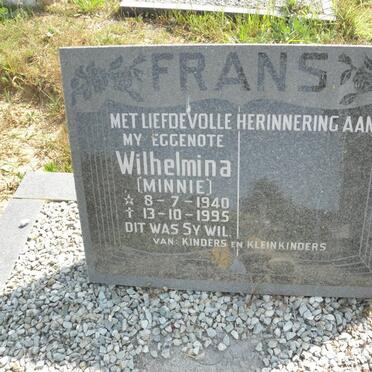 FRANS
MET LIEFDEVOLLE HERINNERING AAN
MY EGGENOTE
Wilhelmina
(MINNIE)
☆ 8-7-1940
✝ 13-10-1995
DIT WAS SY WIL
VAN: KINDERS EN KLEINKINDERS